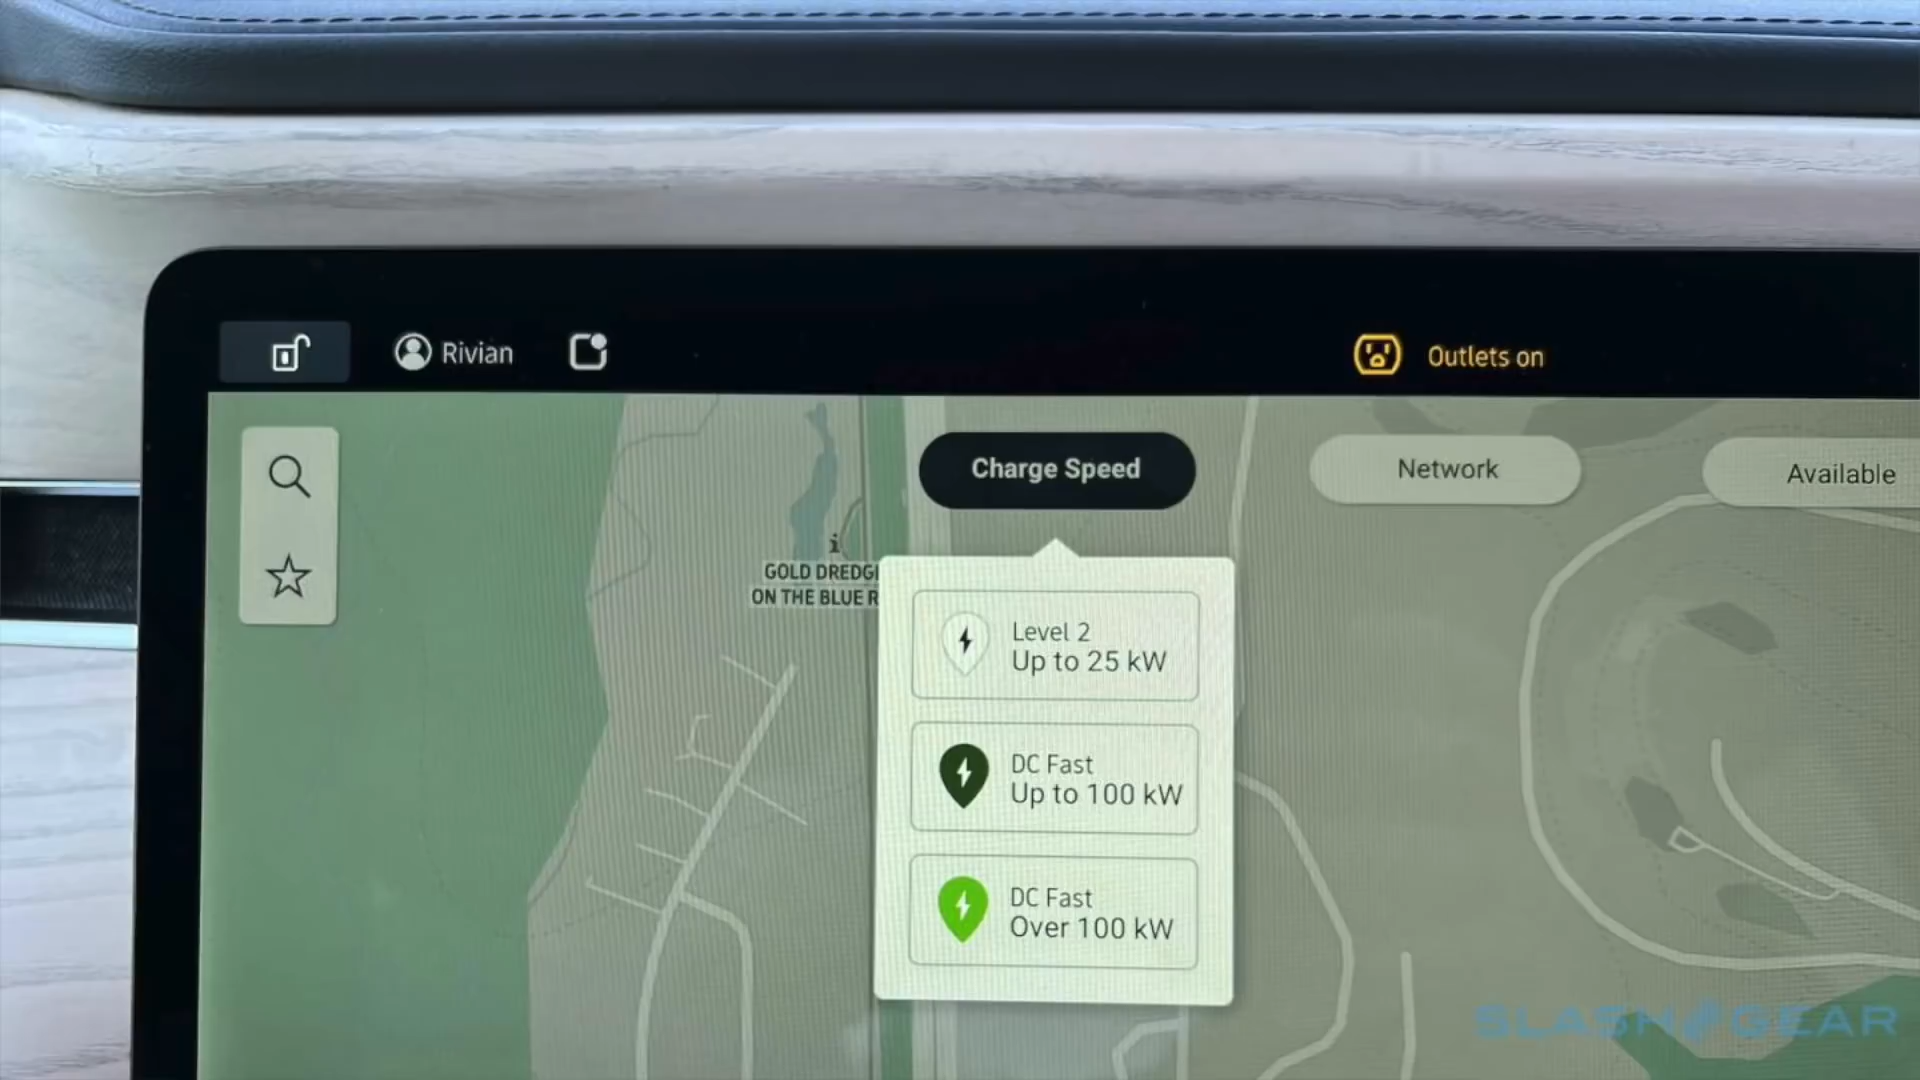 Rivian
Outlets on
Charge Speed
Network
Available
i
GOLD DREDG
ON THE BLUE R
Level 2
Up to 25 kW
DC Fast
Up to 100 kW
DC Fast
Over 100 kW
SLASHGEAR